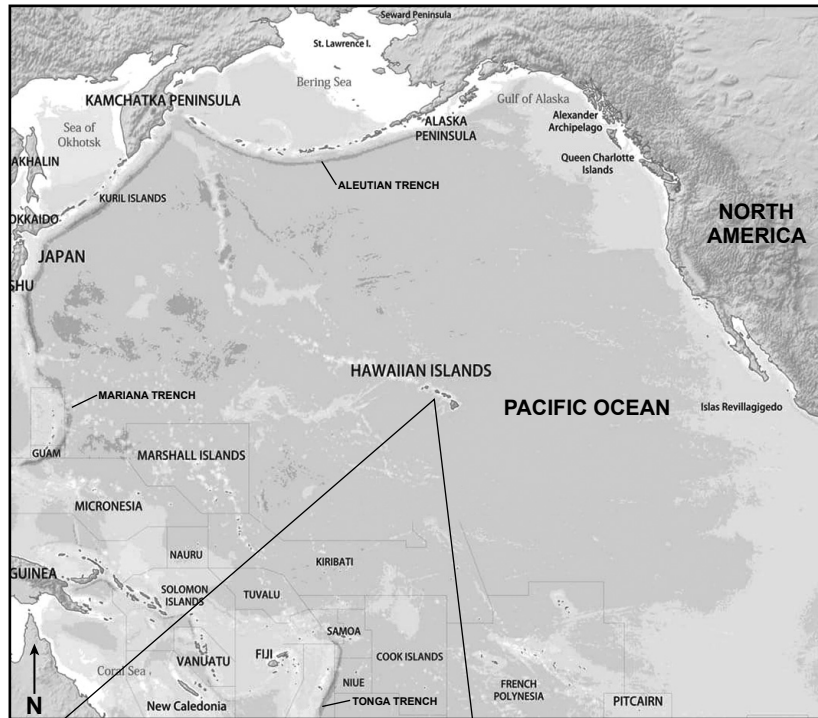 Seward Peninsula
St. Lawrence I.
Bering Sea
KAMCHATKA PENINSULA
Gulf of Alaska
Sea of
Okhotsk
ALASKA
PENINSULA
Alexander
Archipelago
AKHALIN
Queen Charlotte
Islands
ALEUTIAN TRENCH
KURIL ISLANDS
OKKAIDO
NORTH
AMERICA
JAPAN
SHU
HAWAIIAN ISLANDS
MARIANA TRENCH
PACIFIC OCEAN
Islas Revillagigedo
GUAM
MARSHALL ISLANDS
MICRONESIA
NAURU
KIRIBATI
GUINEA
SOLOMON
ISLANDS
TUVALU
SAMOA
FIJI
COOK ISLANDS
VANUATU
Coral Sea
NIUE
FRENCH
POLYNESIA
New Caledonia
TONGA TRENCH
PITCAIRN
N